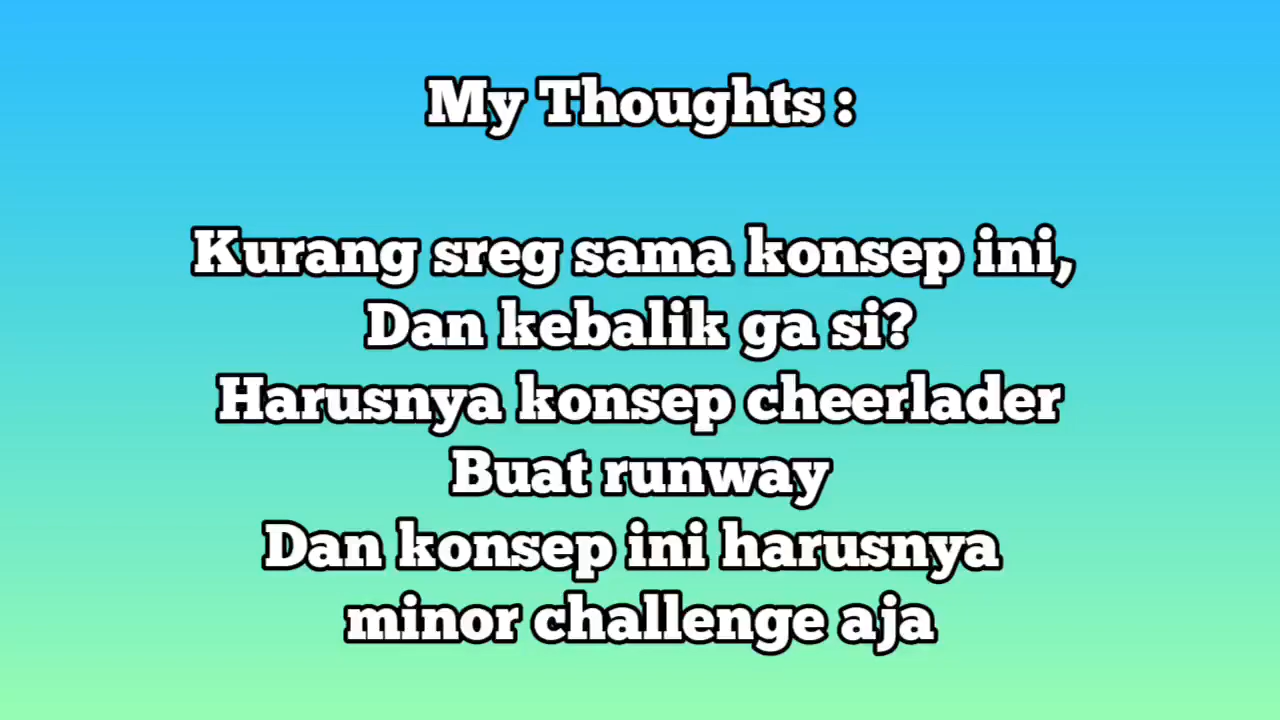 My Thoughts :
Kurang sreg sama konsep ini,
Dan kebalik ga si?
Harusnya konsep cheerlader
Buat runway
Dan konsep ini harusnya
minor challenge aja